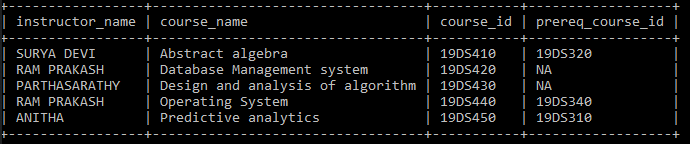 | instructor_name | course_name | course_id | prereq_course_id |
| SURYA DEVI | Abstract algebra | 19DS410 | 19DS320 |
| RAM PRAKASH | Database Management system | 19DS420 | NA |
| PARTHASARATHY | Design and analysis of algorithm | 19DS430 | NA |
| RAM PRAKASH | Operating System | 19DS440 | 19DS340 |
| ANITHA | Predictive analytics | 19DS450 | 19DS310 |